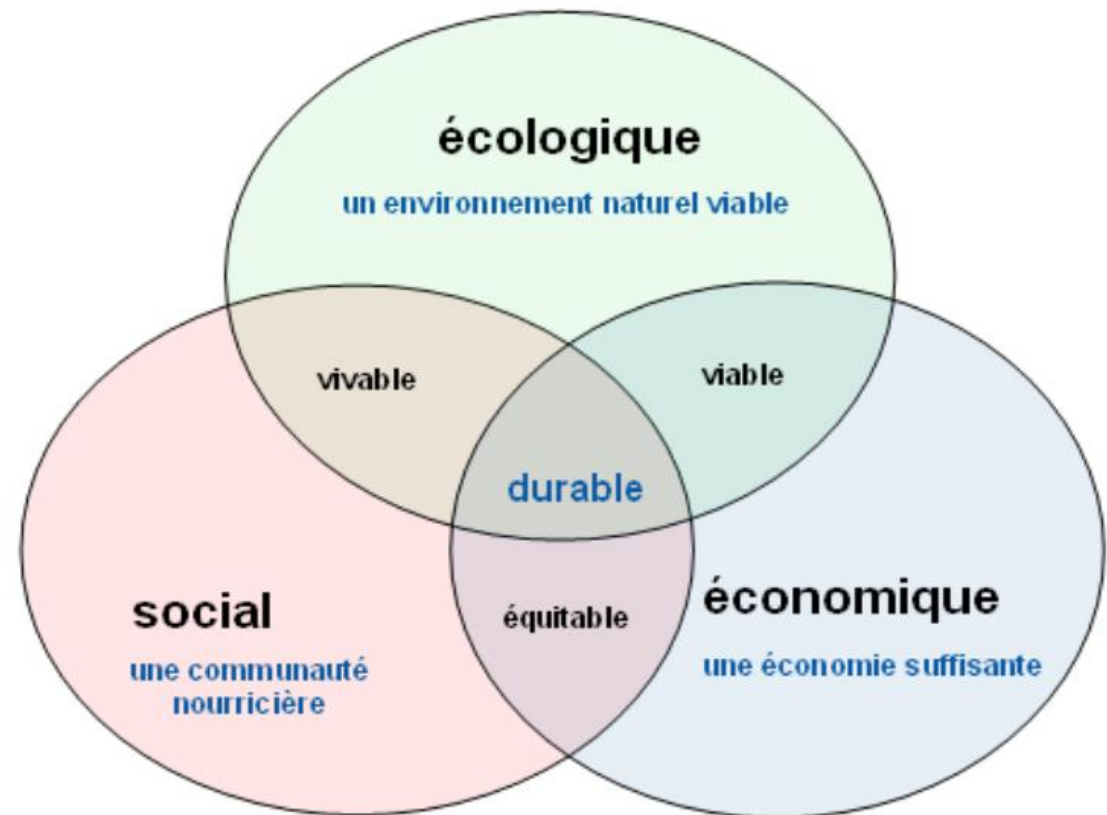 écologique
un environnement naturel viable
vivable
viable
durable
social
une communauté
nourricière
équitable
économique
une économie suffisante